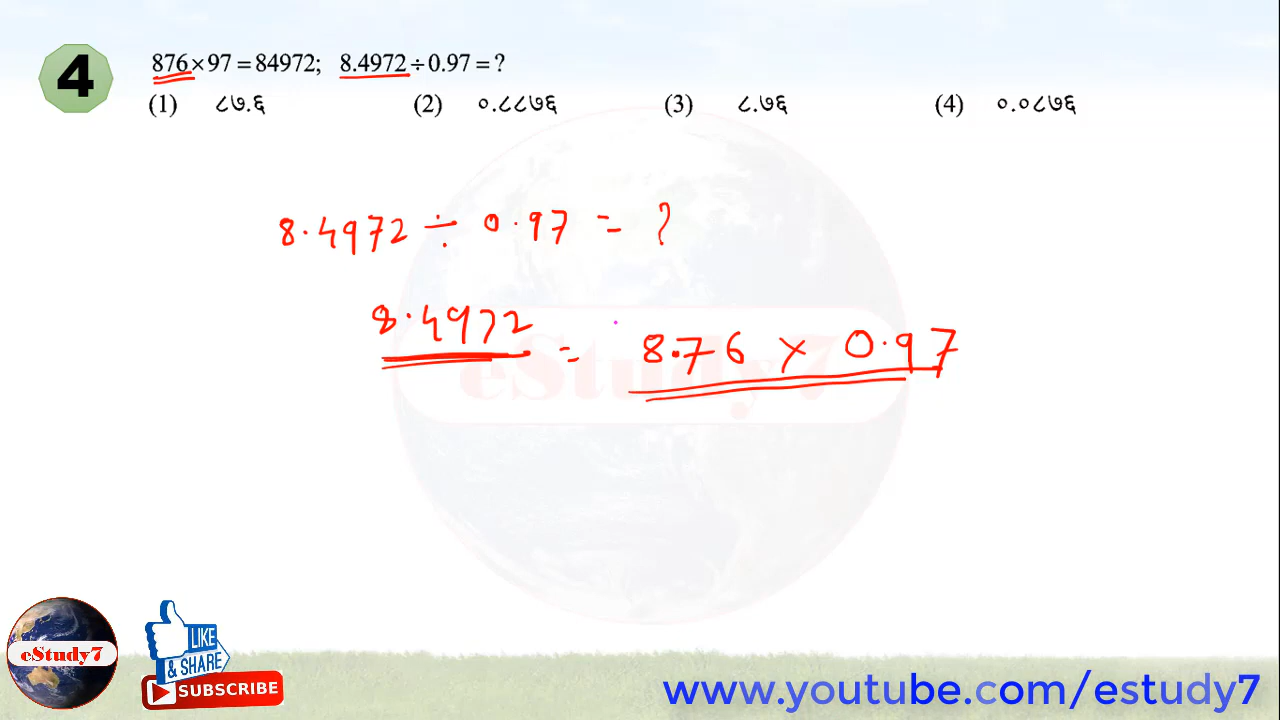 4
876×97 = 84972; 8.4972÷0.97 = ?
(1) ८७.६ (2) ०.८८७६ (3) ८.७६ (4) ०.०८७६
8.4972 ÷ 0.97 = ?
8.4972 = 8.76 × 0.97
eStudy7
eStudy7
LIKE
& SHARE
SUBSCRIBE
www.youtube.com/estudy7